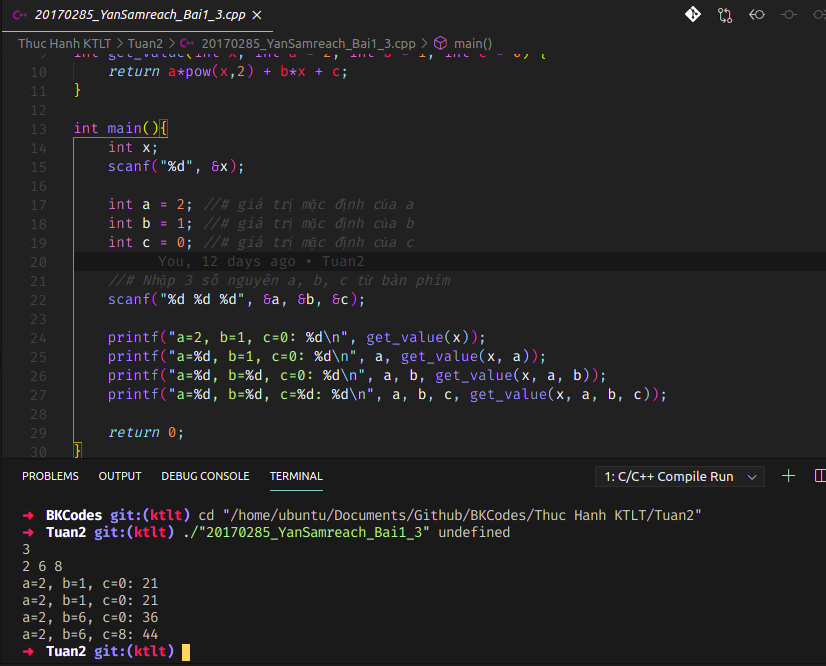 20170285_YanSamreach_Bai1_3.cpp
Thuc Hanh KTLT > Tuan2 > 20170285_YanSamreach_Bai1_3.cpp > main()
9 int get_value(int x, int a = 2, int b = 1, int c = 0) {
10 return a*pow(x,2) + b*x + c;
11 }
12
13 int main(){
14 int x;
15 scanf("%d", &x);
16
17 int a = 2; //# giá trị mặc định của a
18 int b = 1; //# giá trị mặc định của b
19 int c = 0; //# giá trị mặc định của c
20 You, 12 days ago • Tuan2
21 //# Nhập 3 số nguyên a, b, c từ bàn phím
22 scanf("%d %d %d", &a, &b, &c);
23
24 printf("a=2, b=1, c=0: %d\n", get_value(x));
25 printf("a=%d, b=1, c=0: %d\n", a, get_value(x, a));
26 printf("a=%d, b=%d, c=0: %d\n", a, b, get_value(x, a, b));
27 printf("a=%d, b=%d, c=%d: %d\n", a, b, c, get_value(x, a, b, c));
28
29 return 0;
30 }
PROBLEMS OUTPUT DEBUG CONSOLE TERMINAL 1: C/C++ Compile Run
➜ BKCodes git:(ktlt) cd "/home/ubuntu/Documents/Github/BKCodes/Thuc Hanh KTLT/Tuan2"
➜ Tuan2 git:(ktlt) ./"20170285_YanSamreach_Bai1_3" undefined
3
2 6 8
a=2, b=1, c=0: 21
a=2, b=1, c=0: 21
a=2, b=6, c=0: 36
a=2, b=6, c=8: 44
➜ Tuan2 git:(ktlt)